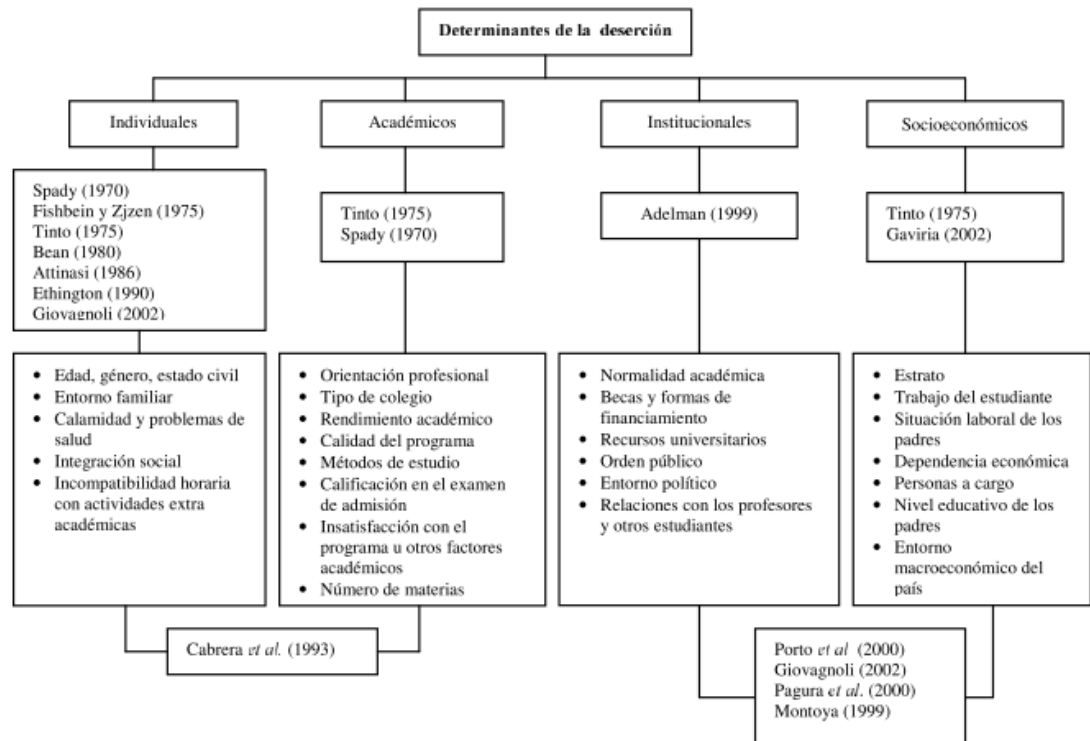 Determinantes de la deserción
Individuales
Académicos
Institucionales
Socioeconómicos
Spady (1970)
Fishbein y Zjzen (1975)
Tinto (1975)
Bean (1980)
Attinasi (1986)
Ethington (1990)
Giovagnoli (2002)
Tinto (1975)
Spady (1970)
Adelman (1999)
Tinto (1975)
Gaviria (2002)
• Edad, género, estado civil
• Entorno familiar
• Calamidad y problemas de
salud
• Integración social
• Incompatibilidad horaria
con actividades extra
académicas
• Orientación profesional
• Tipo de colegio
• Rendimiento académico
• Calidad del programa
• Métodos de estudio
• Calificación en el examen
de admisión
• Insatisfacción con el
programa u otros factores
académicos
• Número de materias
• Normalidad académica
• Becas y formas de
financiamiento
• Recursos universitarios
• Orden público
• Entorno político
• Relaciones con los profesores
y otros estudiantes
• Estrato
• Trabajo del estudiante
• Situación laboral de los
padres
• Dependencia económica
• Personas a cargo
• Nivel educativo de los
padres
• Entorno
macroeconómico del
país
Cabrera et al. (1993)
Porto et al (2000)
Giovagnoli (2002)
Pagura et al. (2000)
Montoya (1999)